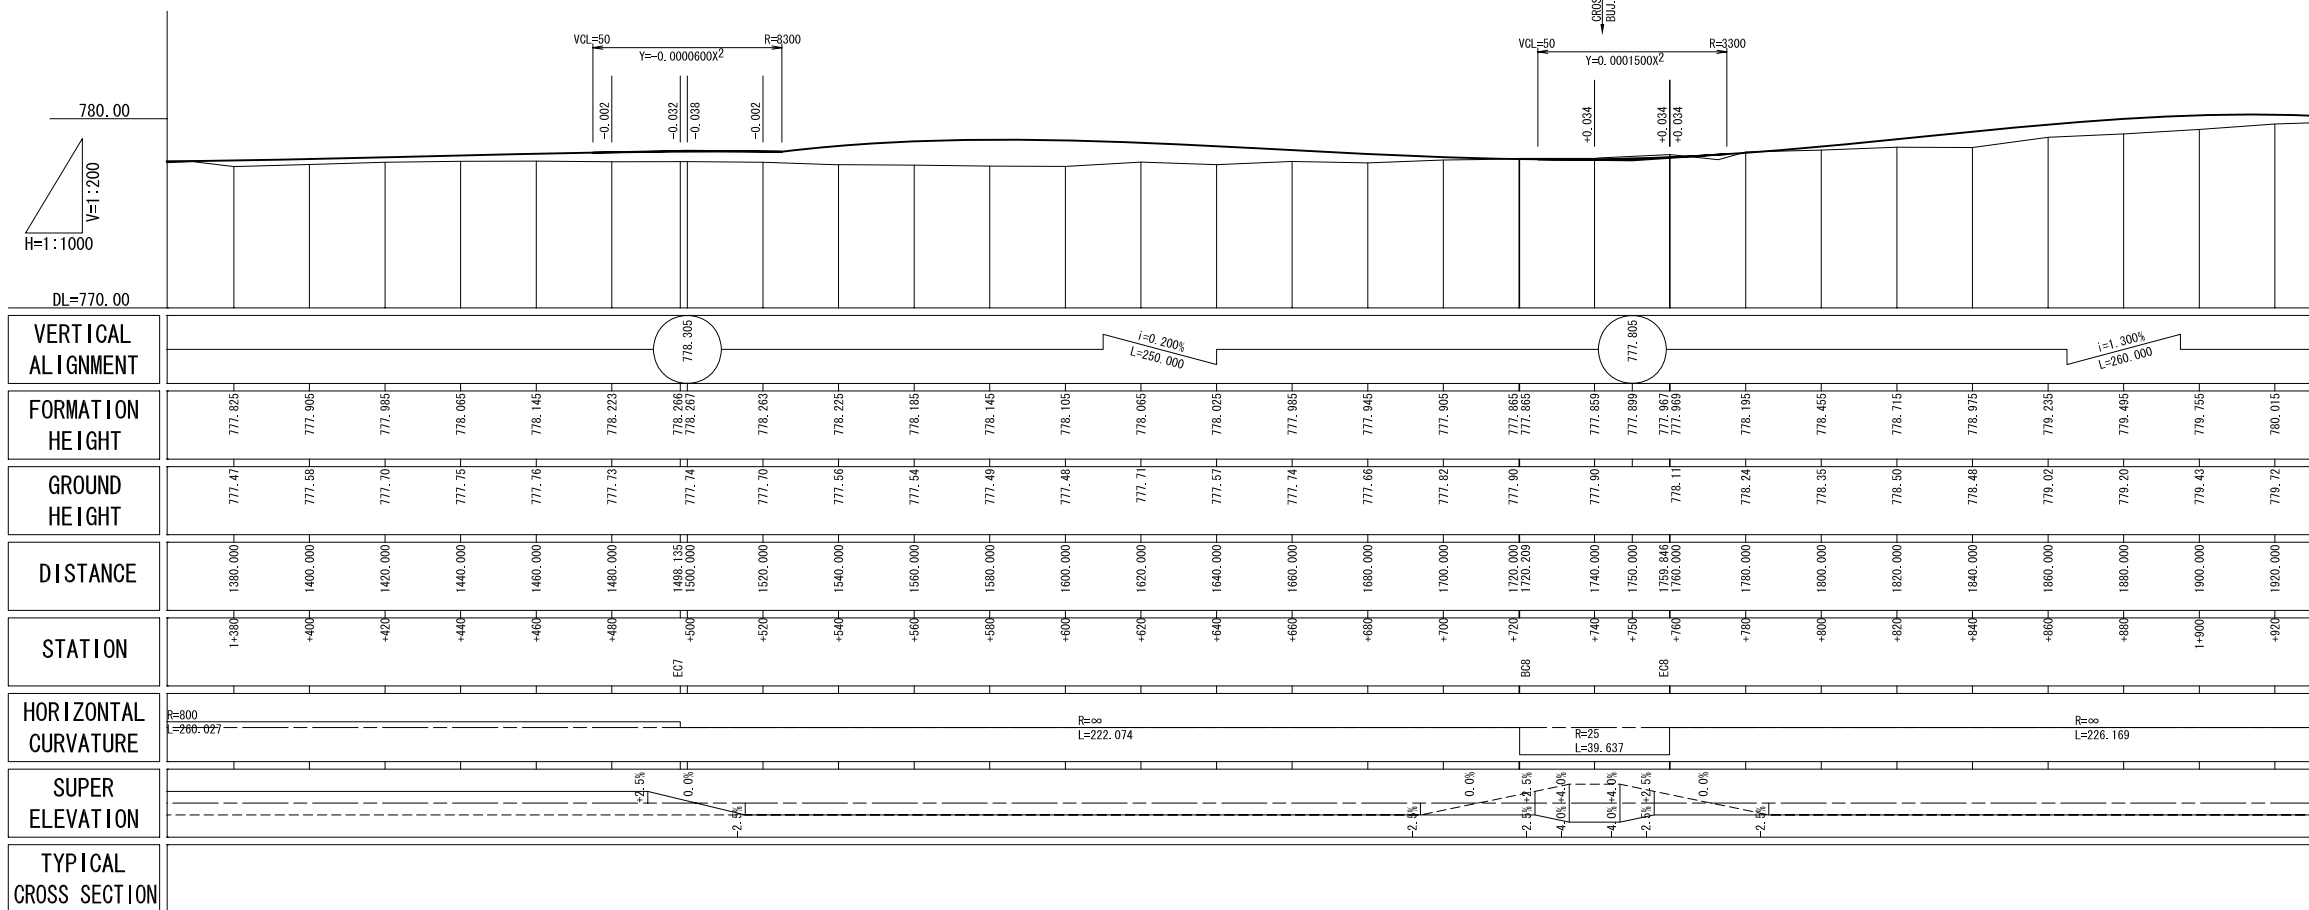 CROS
BUJ.
VCL=50 R=8300
Y=-0.0000600X2
-0.002
-0.032
-0.038
-0.002
VCL=50 R=3300
Y=0.0001500X2
+0.034
+0.034
+0.034
780.00
V=1:200
H=1:1000
DL=770.00
VERTICAL
ALIGNMENT
778.305
i=0.200%
L=250.000
777.805
i=1.300%
L=260.000
FORMATION
HEIGHT
777.825 777.905 777.985 778.065 778.145 778.223 778.266 778.267 778.263 778.225 778.185 778.145 778.105 778.065 778.025 777.985 777.945 777.905 777.865 777.865 777.859 777.899 777.967 777.969 778.195 778.455 778.715 778.975 779.235 779.495 779.755 780.015
GROUND
HEIGHT
777.47 777.58 777.70 777.75 777.76 777.73 777.74 777.70 777.56 777.54 777.49 777.48 777.71 777.57 777.74 777.66 777.82 777.90 777.90 778.11 778.24 778.35 778.50 778.48 779.02 779.20 779.43 779.72
DISTANCE
1380.000 1400.000 1420.000 1440.000 1460.000 1480.000 1498.135 1500.000 1520.000 1540.000 1560.000 1580.000 1600.000 1620.000 1640.000 1660.000 1680.000 1700.000 1720.000 1720.209 1740.000 1750.000 1759.846 1760.000 1780.000 1800.000 1820.000 1840.000 1860.000 1880.000 1900.000 1920.000
STATION
1+380 +400 +420 +440 +460 +480 +500 +520 +540 +560 +580 +600 +620 +640 +660 +680 +700 +720 +740 +750 +760 +780 +800 +820 +840 +860 +880 1+900 +920
EC7 BC8 EC8
HORIZONTAL
CURVATURE
R=800
L=260.027
R=∞
L=222.074
R=25
L=39.637
R=∞
L=226.169
SUPER
ELEVATION
+2.5% 0.0% 0.0% +2.5% +4.0% +4.0% +2.5% 0.0%
-2.5% -2.5% -2.5% -4.0% -4.0% -2.5% -2.5%
TYPICAL
CROSS SECTION